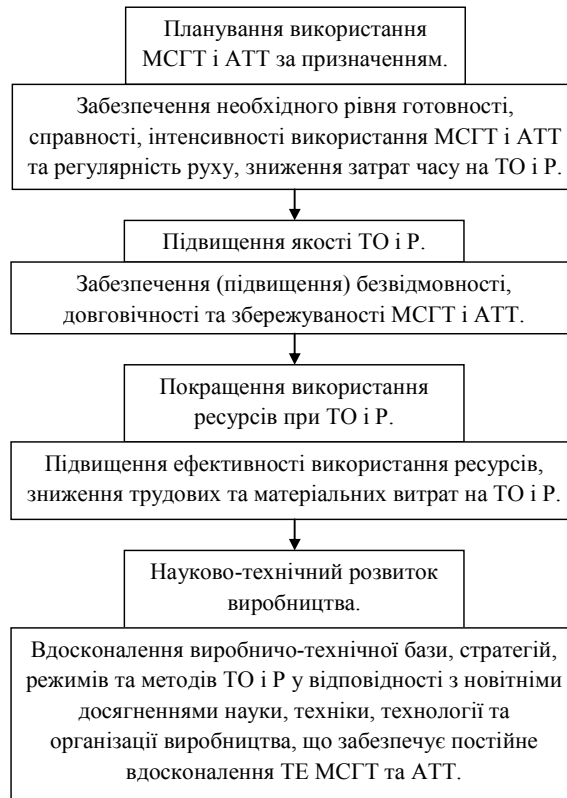 Планування використання
МСГТ і АТТ за призначенням.
Забезпечення необхідного рівня готовності,
справності, інтенсивності використання МСГТ і АТТ
та регулярність руху, зниження затрат часу на ТО і Р.
Підвищення якості ТО і Р.
Забезпечення (підвищення) безвідмовності,
довговічності та збережуваності МСГТ і АТТ.
Покращення використання
ресурсів при ТО і Р.
Підвищення ефективності використання ресурсів,
зниження трудових та матеріальних витрат на ТО і Р.
Науково-технічний розвиток
виробництва.
Вдосконалення виробничо-технічної бази, стратегій,
режимів та методів ТО і Р у відповідності з новітніми
досягненнями науки, техніки, технології та
організації виробництва, що забезпечує постійне
вдосконалення ТЕ МСГТ та АТТ.